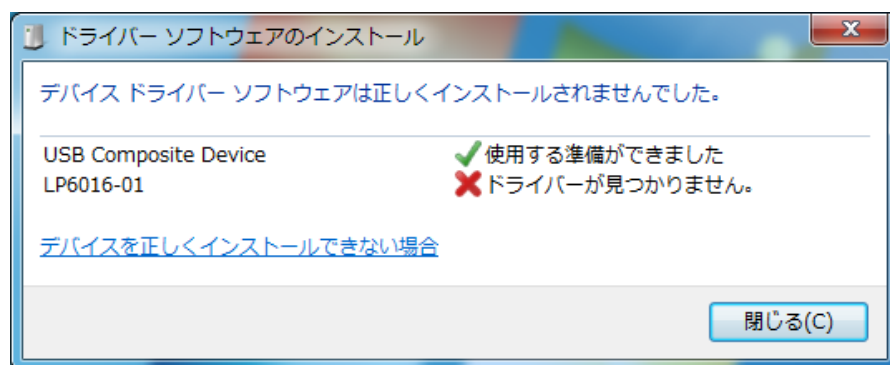 ドライバー ソフトウェアのインストール
デバイス ドライバー ソフトウェアは正しくインストールされませんでした。
USB Composite Device ✔使用する準備ができました
LP6016-01 ✖ドライバーが見つかりません。
デバイスを正しくインストールできない場合
閉じる(C)